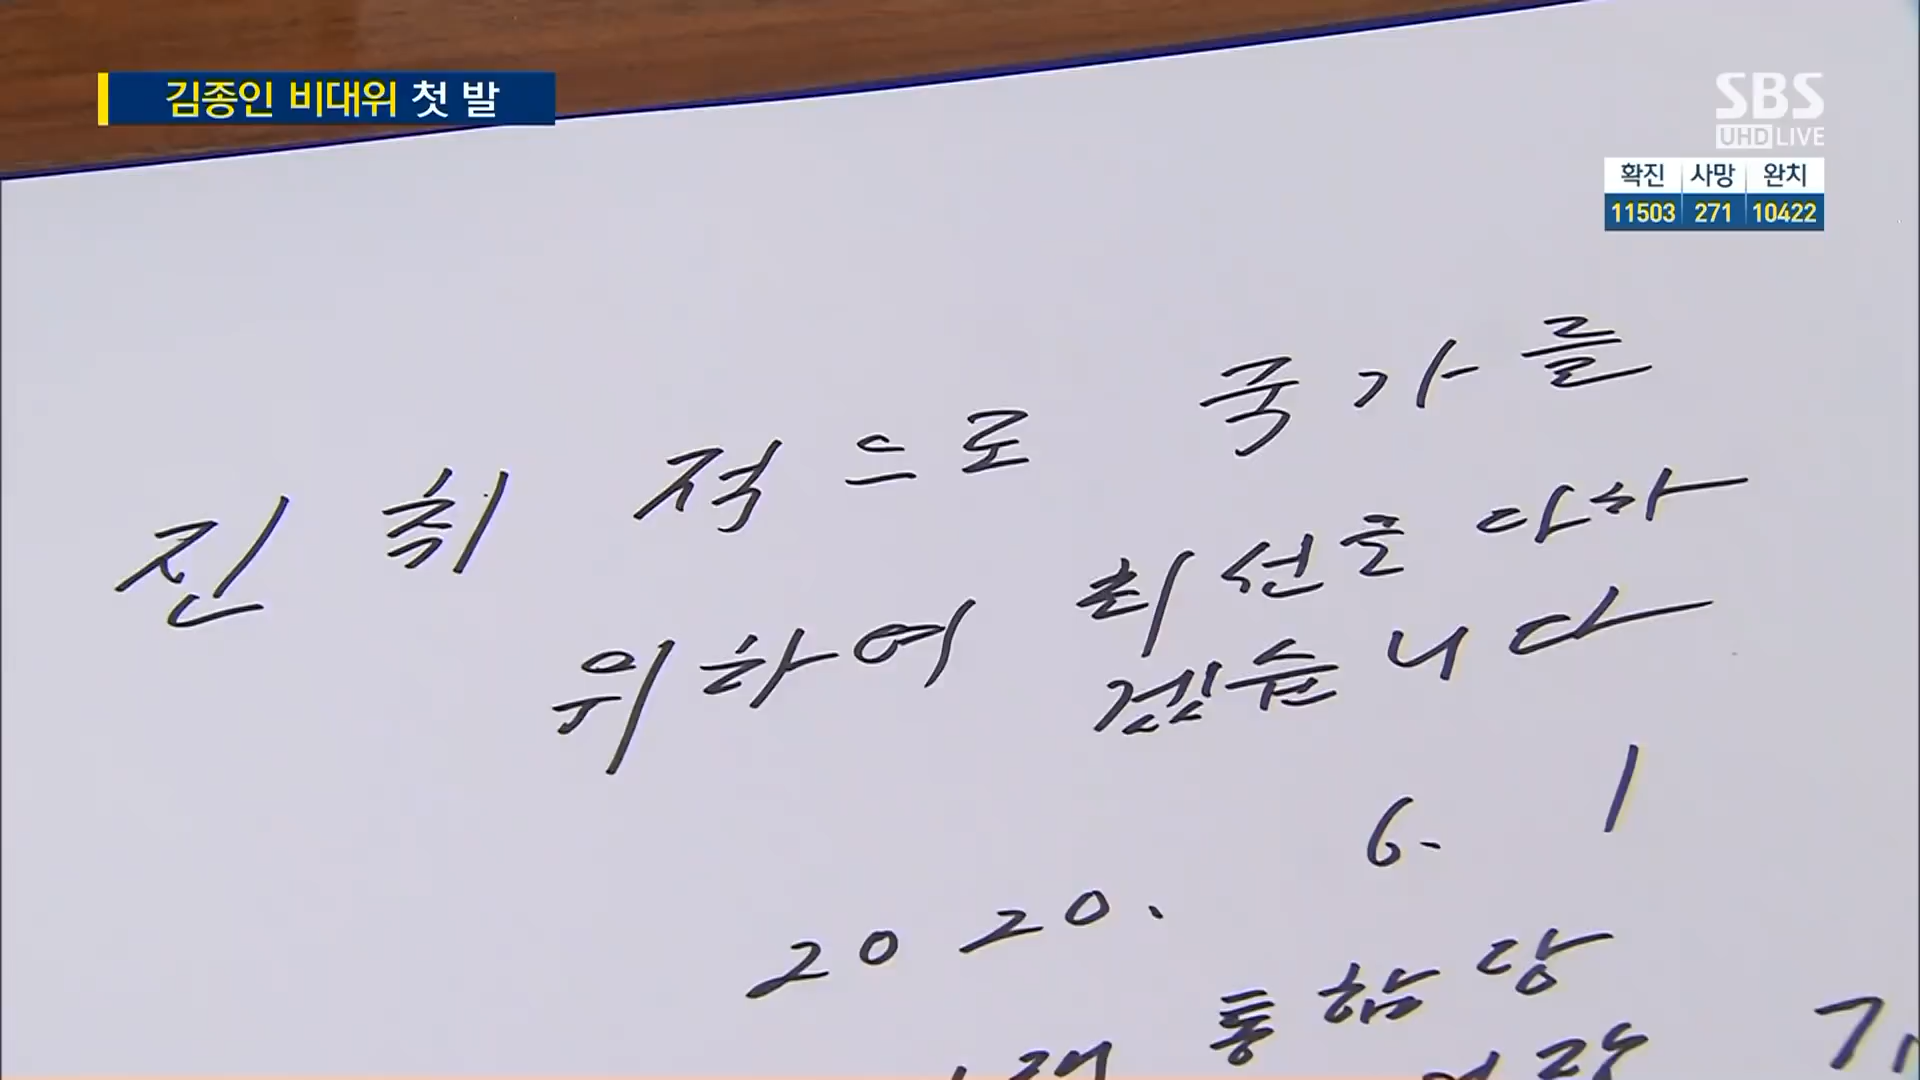 김종인 비대위 첫 발
SBS
UHD LIVE
확진 사망 완치
11503 271 10422
진취적으로 국가를
위하여 최선을 다하
겠습니다
2020. 6. 1
통합당